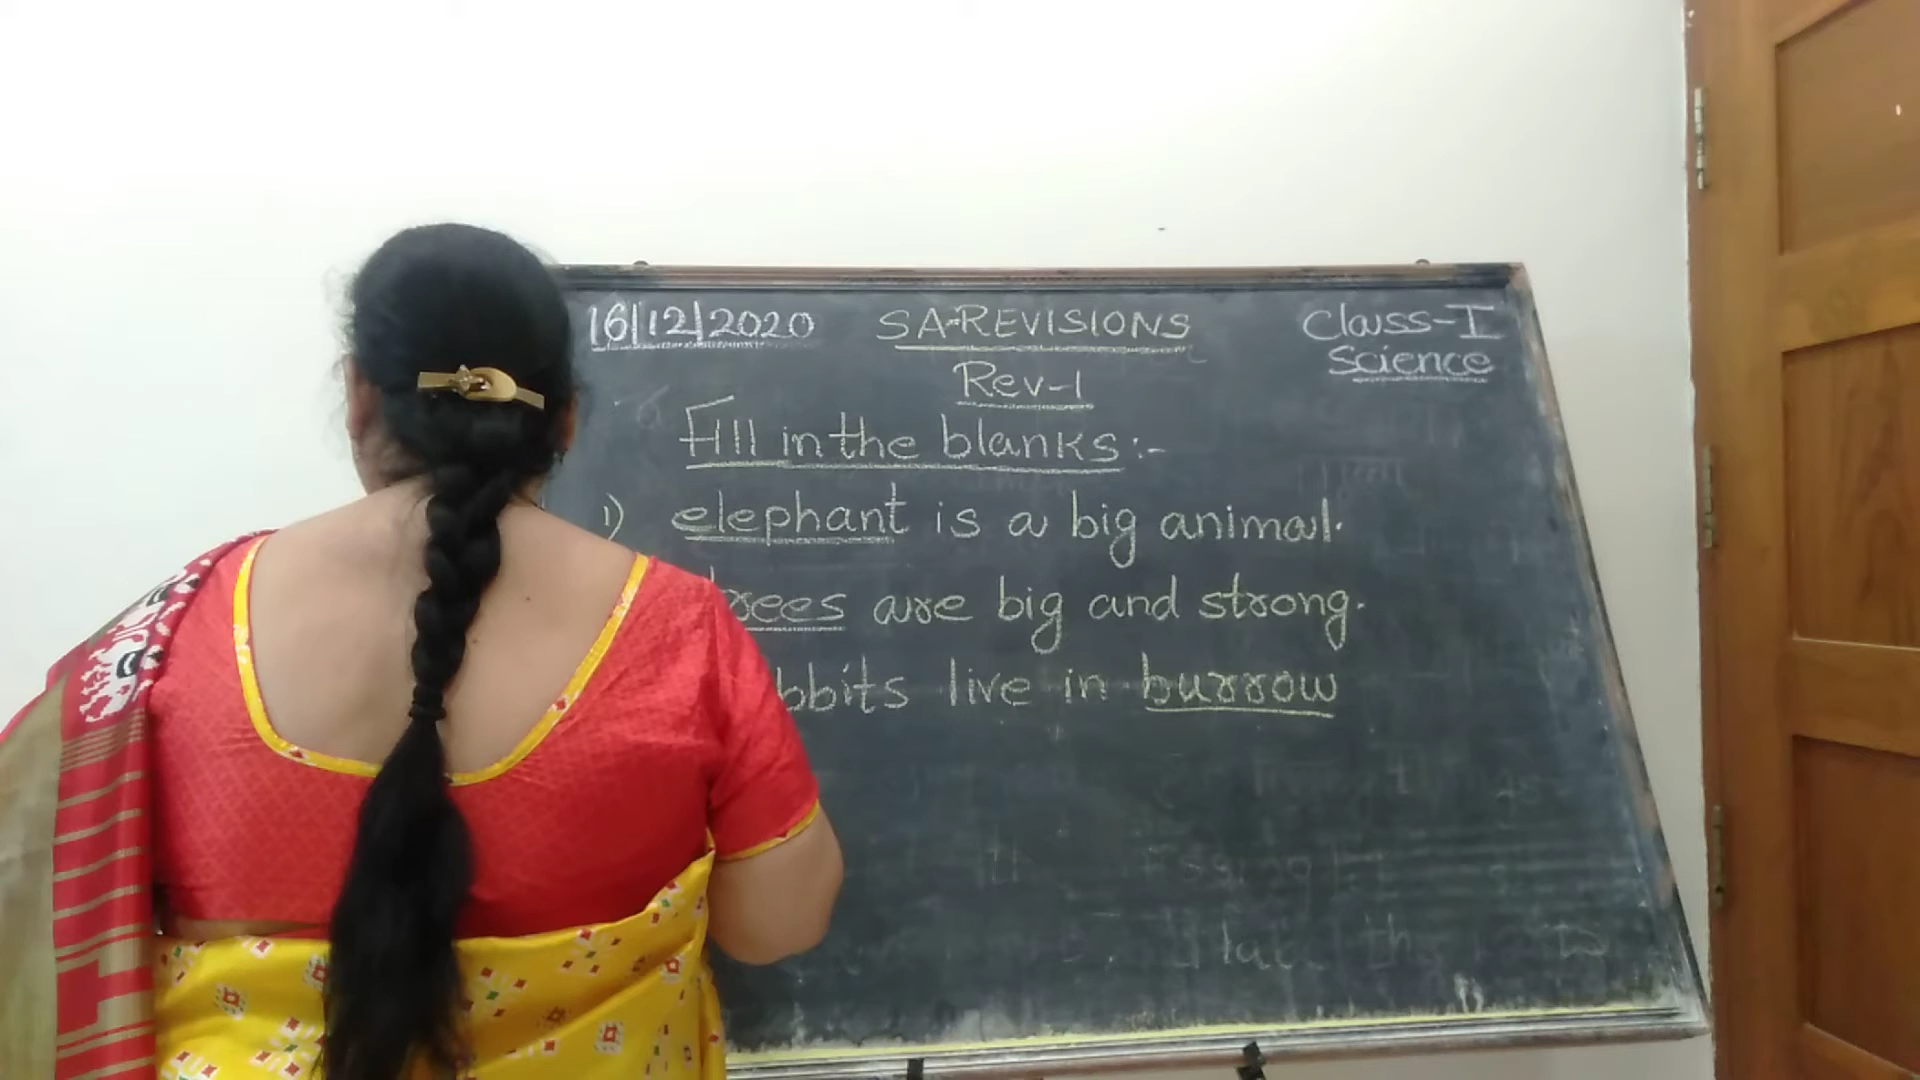 16/12/2020 SA-REVISIONS Class-I
Science
Rev-1
Fill in the blanks:-
1) elephant is a big animal.
rees are big and strong.
bbits live in burrow